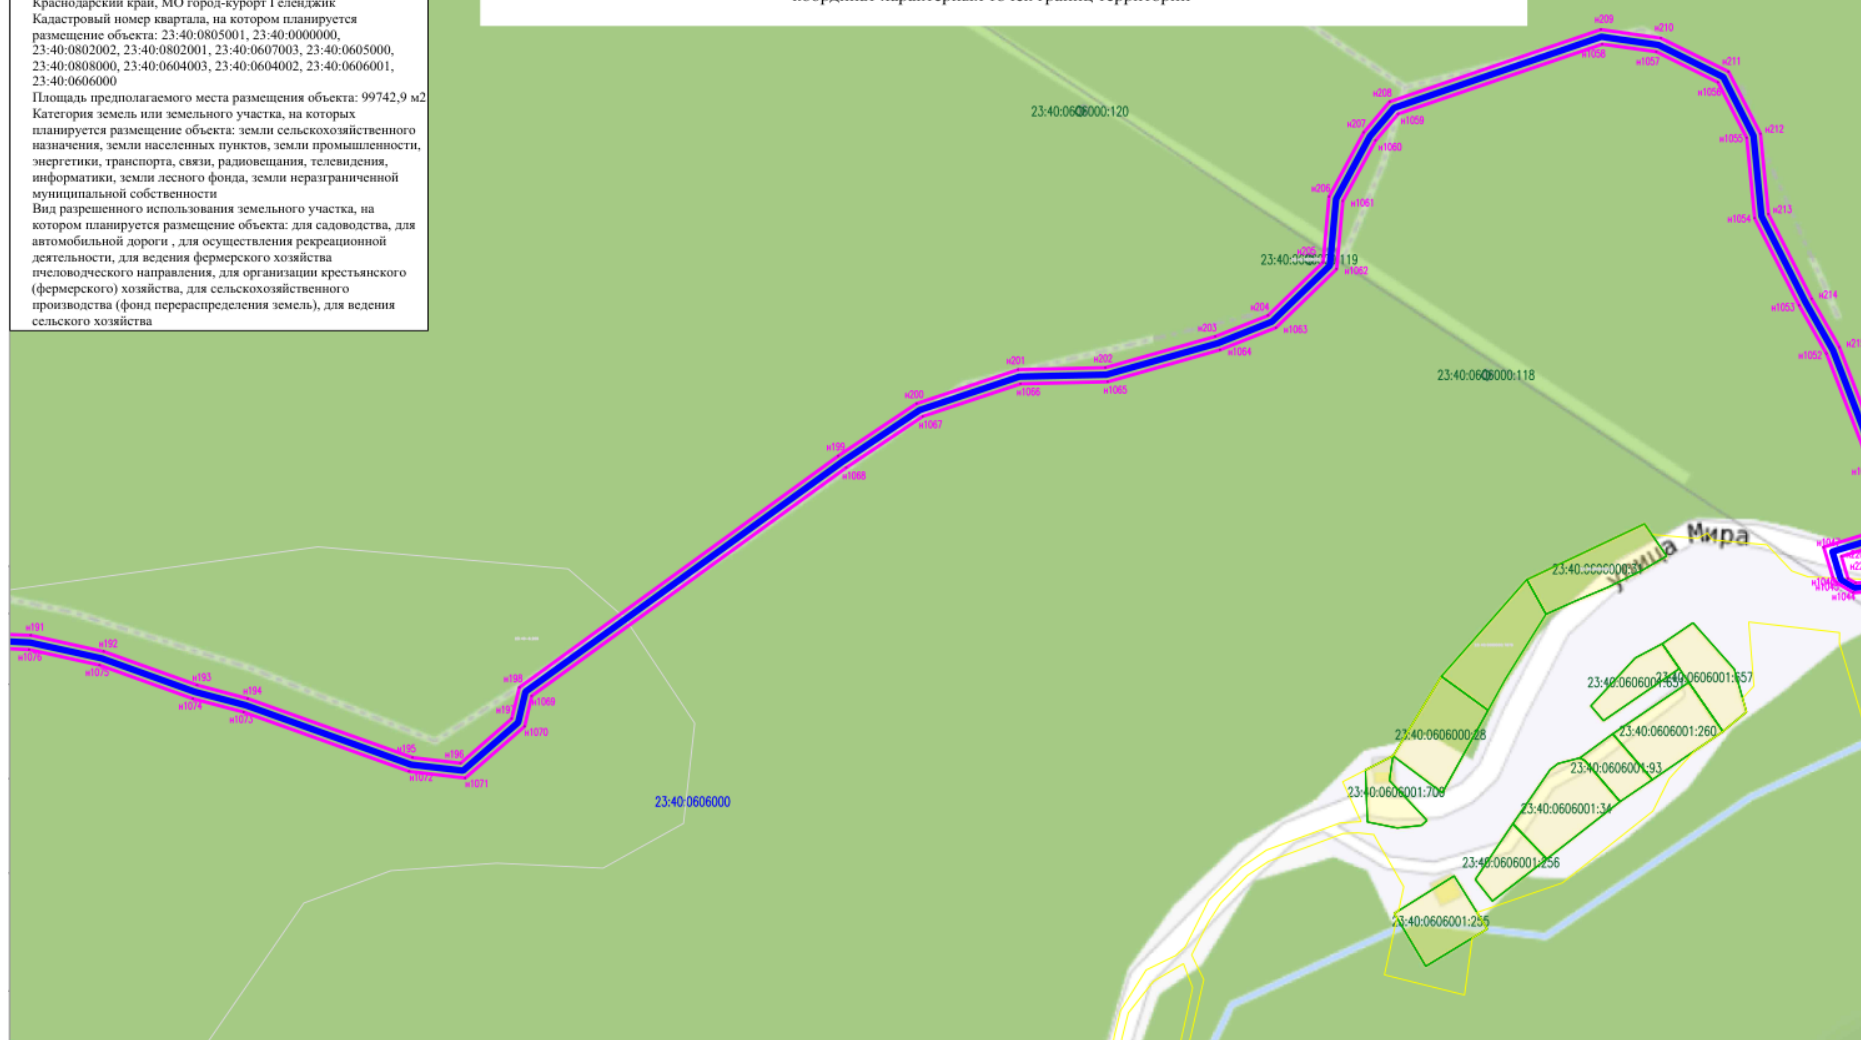 Краснодарский край, МО город-курорт Геленджик
Кадастровый номер квартала, на котором планируется
размещение объекта: 23:40:0805001, 23:40:0000000,
23:40:0802002, 23:40:0802001, 23:40:0607003, 23:40:0605000,
23:40:0808000, 23:40:0604003, 23:40:0604002, 23:40:0606001,
23:40:0606000
Площадь предполагаемого места размещения объекта: 99742,9 м2
Категория земель или земельного участка, на которых
планируется размещение объекта: земли сельскохозяйственного
назначения, земли населенных пунктов, земли промышленности,
энергетики, транспорта, связи, радиовещания, телевидения,
информатики, земли лесного фонда, земли неразграниченной
муниципальной собственности
Вид разрешенного использования земельного участка, на
котором планируется размещение объекта: для садоводства, для
автомобильной дороги , для осуществления рекреационной
деятельности, для ведения фермерского хозяйства
пчеловодческого направления, для организации крестьянского
(фермерского) хозяйства, для сельскохозяйственного
производства (фонд перераспределения земель), для ведения
сельского хозяйства
координат характерных точек границ территории
н209
н210
н1058
н1057
н211
н1056
н208
н1059
23:40:0606000:120
н207
н1060
н212
н1055
н206
н1061
н213
н1054
н205
23:40:0606000:119
н1062
н214
н1053
н204
н203
н1063
н1064
н1052
н201
н202
н1066
н1065
23:40:0606000:118
н200
н1067
н199
н1068
улица Мира
н1044
н191
н1076
н192
н1075
н193
н1074
н194
н1073
н198
н1069
н197
н1070
н195
н196
н1072
н1071
23:40:0606000
23:40:0606001:657
23:40:0606000:28
23:40:0606001:260
23:40:0606001:93
23:40:0606001:700
23:40:0606001:34
23:40:0606001:256
23:40:0606001:255